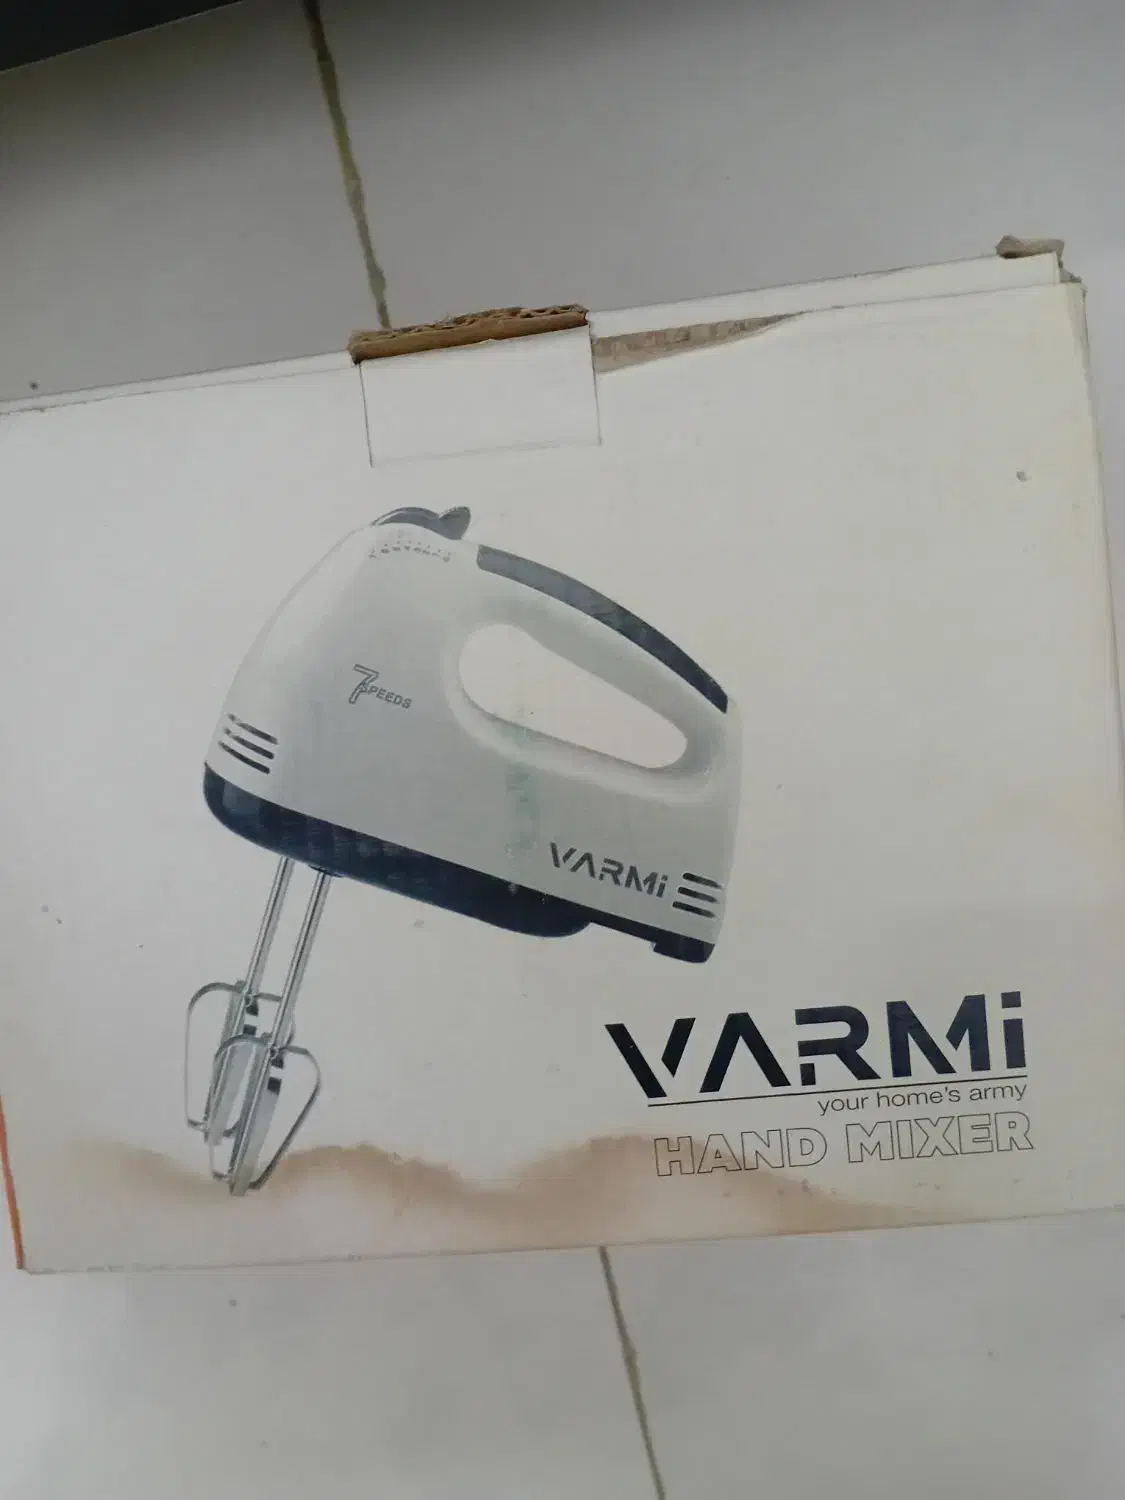 7 SPEEDS
VARMi
VARMi
your home's army
HAND MIXER